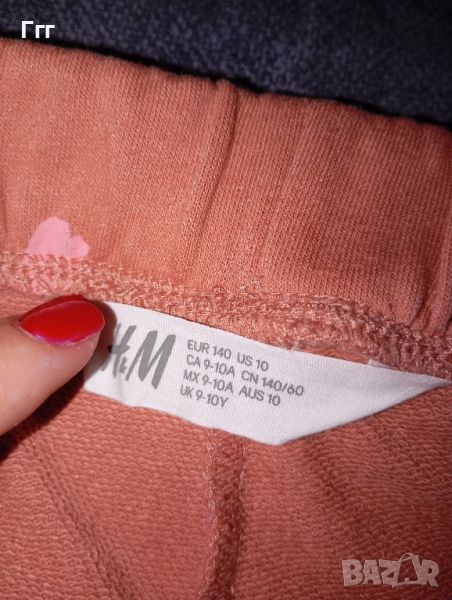 Ггг
H&M
EUR 140 US 10
CA 9-10A CN 140/60
MX 9-10A AUS 10
UK 9-10Y
BAZAR